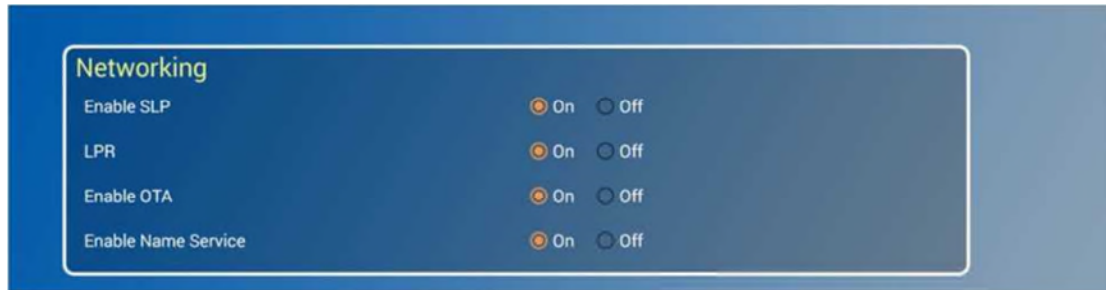 Networking
Enable SLP On Off
LPR On Off
Enable OTA On Off
Enable Name Service On Off